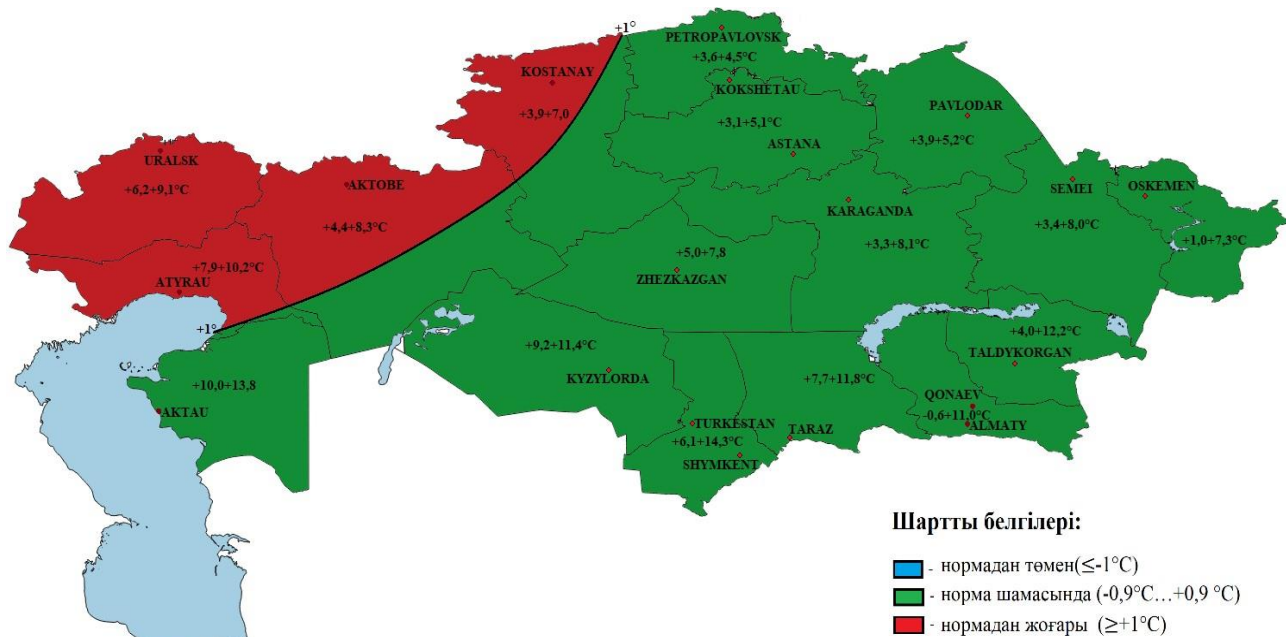 +1°
PETROPAVLOVSK
+3,6+4,5°C
KOSTANAY
+3,9+7,0
KOKSHETAU
+3,1+5,1°C
ASTANA
PAVLODAR
+3,9+5,2°C
URALSK
+6,2+9,1°C
AKTOBE
+4,4+8,3°C
SEMEI
+3,4+8,0°C
OSKEMEN
+1,0+7,3°C
KARAGANDA
+3,3+8,1°C
+5,0+7,8
ZHEZKAZGAN
+7,9+10,2°C
ATYRAU
+1°
+10,0+13,8
AKTAU
+9,2+11,4°C
KYZYLORDA
+4,0+12,2°C
TALDYKORGAN
+7,7+11,8°C
QONAEV
-0,6+11,0°C
ALMATY
TURKESTAN
+6,1+14,3°C
SHYMKENT
TARAZ
Шартты белгілері:
- нормадан төмен(≤-1°C)
- норма шамасында (-0,9°C...+0,9 °C)
- нормадан жоғары (≥+1°C)